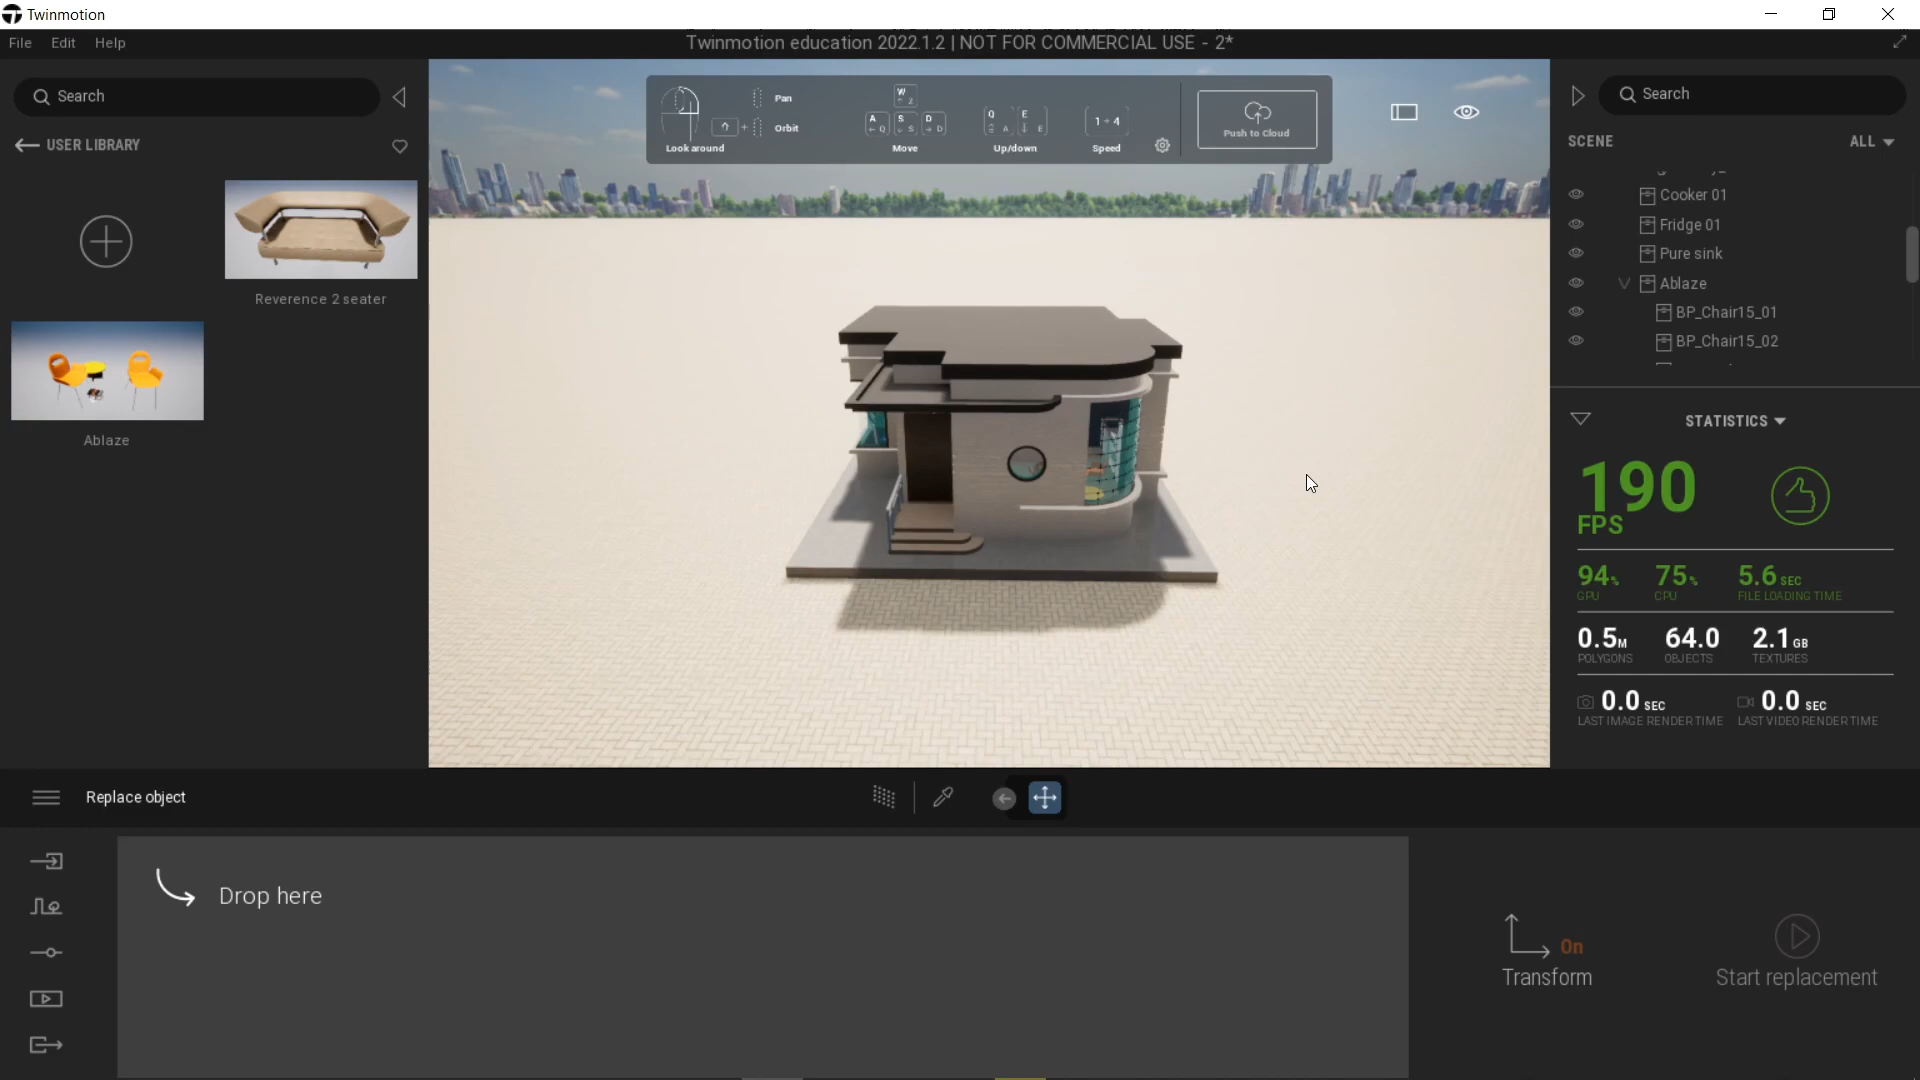 Twinmotion
File Edit Help
Twinmotion education 2022.1.2 | NOT FOR COMMERCIAL USE - 2*
Search
USER LIBRARY
Reverence 2 seater
Ablaze
Look around
Pan
+
Orbit
W
Z
A
Q
S
S
D
D
Move
Q
A
E
E
Up/down
1 - 4
Speed
Push to Cloud
Search
SCENE
ALL
Cooker 01
Fridge 01
Pure sink
Ablaze
BP_Chair15_01
BP_Chair15_02
STATISTICS
190
FPS
94% 75% 5.6 SEC
GPU CPU FILE LOADING TIME
0.5M 64.0 2.1 GB
POLYGONS OBJECTS TEXTURES
0.0 SEC 0.0 SEC
LAST IMAGE RENDER TIME LAST VIDEO RENDER TIME
Replace object
Drop here
On
Transform
Start replacement